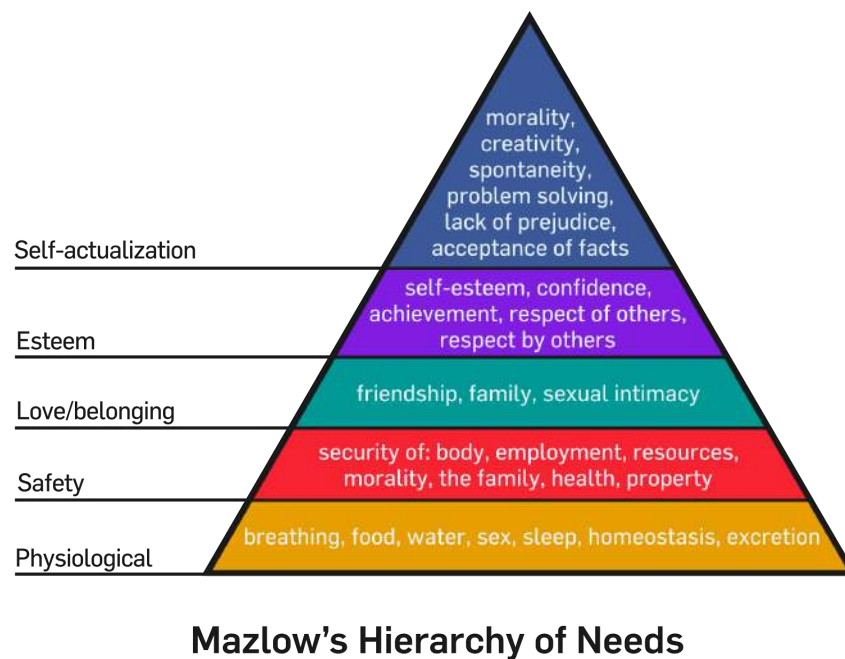 morality,
creativity,
spontaneity,
problem solving,
lack of prejudice,
acceptance of facts
Self-actualization
self-esteem, confidence,
achievement, respect of others,
respect by others
Esteem
friendship, family, sexual intimacy
Love/belonging
security of: body, employment, resources,
morality, the family, health, property
Safety
breathing, food, water, sex, sleep, homeostasis, excretion
Physiological
Mazlow's Hierarchy of Needs